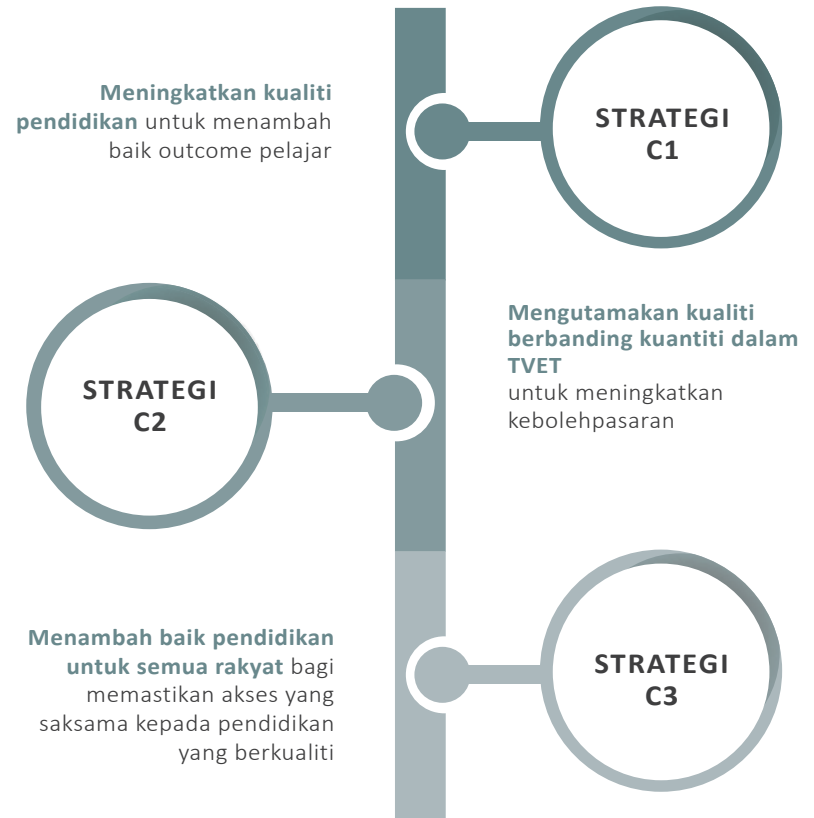 Meningkatkan kualiti
pendidikan untuk menambah
baik outcome pelajar
STRATEGI
C1
STRATEGI
C2
Mengutamakan kualiti
berbanding kuantiti dalam
TVET
untuk meningkatkan
kebolehpasaran
Menambah baik pendidikan
untuk semua rakyat bagi
memastikan akses yang
saksama kepada pendidikan
yang berkualiti
STRATEGI
C3